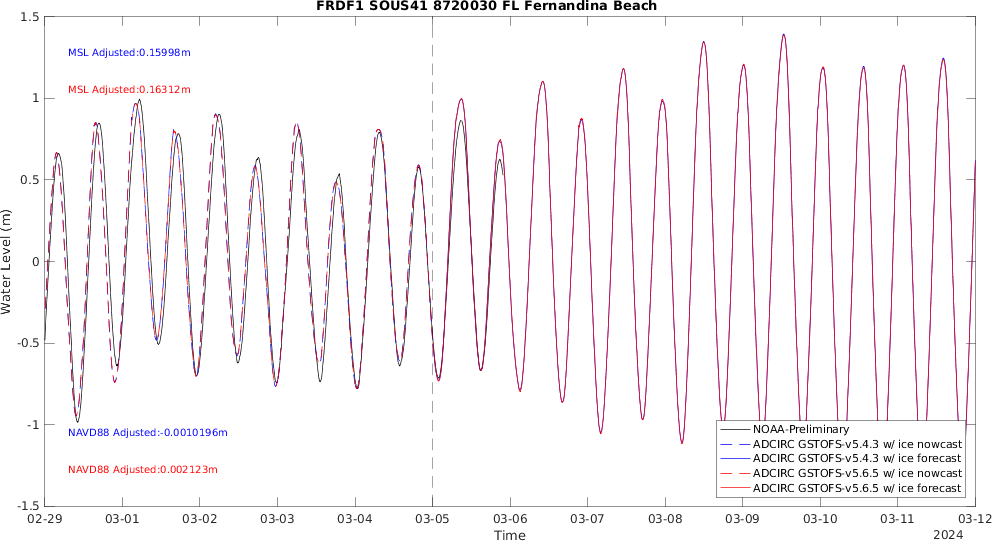 FRDF1 SOUS41 8720030 FL Fernandina Beach
1.5
1
0.5
0
-0.5
-1
-1.5
Water Level (m)
MSL Adjusted:0.15998m
MSL Adjusted:0.16312m
NAVD88 Adjusted:-0.0010196m
NAVD88 Adjusted:0.002123m
NOAA-Preliminary
ADCIRC GSTOFS-v5.4.3 w/ ice nowcast
ADCIRC GSTOFS-v5.4.3 w/ ice forecast
ADCIRC GSTOFS-v5.6.5 w/ ice nowcast
ADCIRC GSTOFS-v5.6.5 w/ ice forecast
02-29 03-01 03-02 03-03 03-04 03-05 03-06 03-07 03-08 03-09 03-10 03-11 03-12
Time
2024